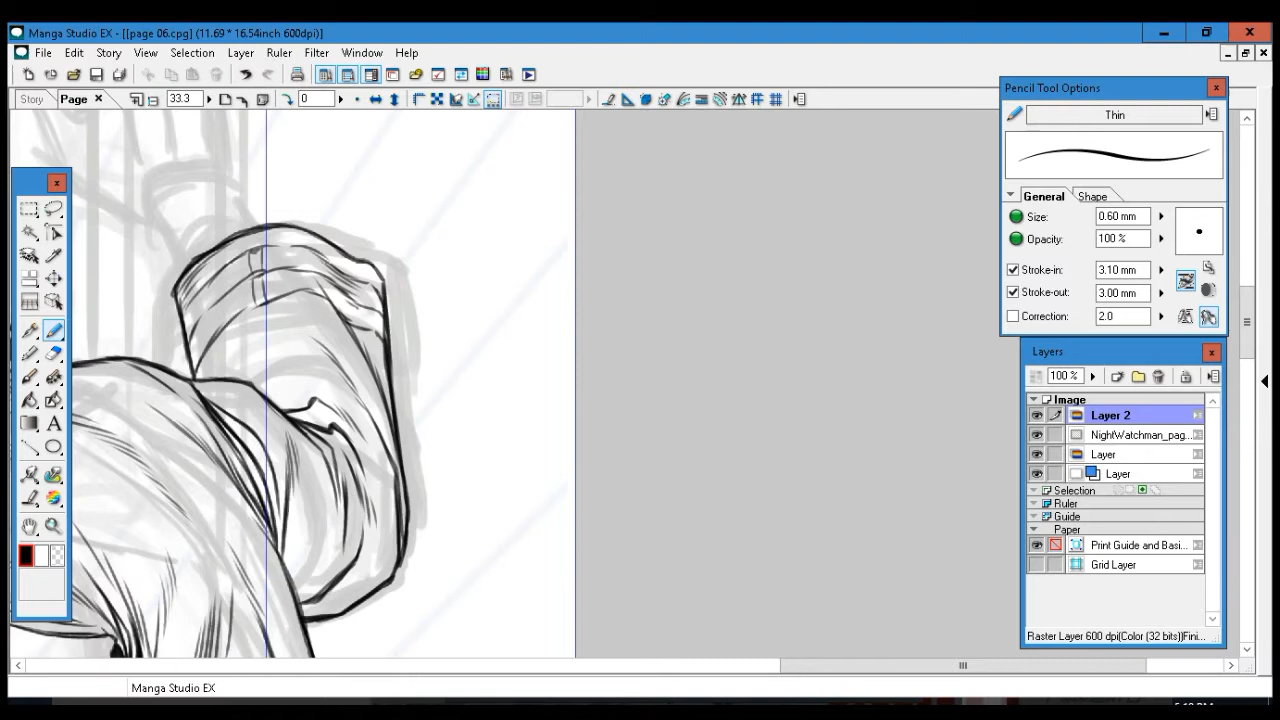 Manga Studio EX - [[page 06.cpg] (11.69 * 16.54inch 600dpi)]
File Edit Story View Selection Layer Ruler Filter Window Help
Story Page 33.3 0
Pencil Tool Options
Thin
General Shape
Size: 0.60 mm
Opacity: 100 %
Stroke-in: 3.10 mm
Stroke-out: 3.00 mm
Correction: 2.0
Layers
100 %
Image
Layer 2
NightWatchman_pag...
Layer
Layer
Selection
Ruler
Guide
Paper
Print Guide and Basi...
Grid Layer
Raster Layer 600 dpi(Color (32 bits))Fini
Manga Studio EX